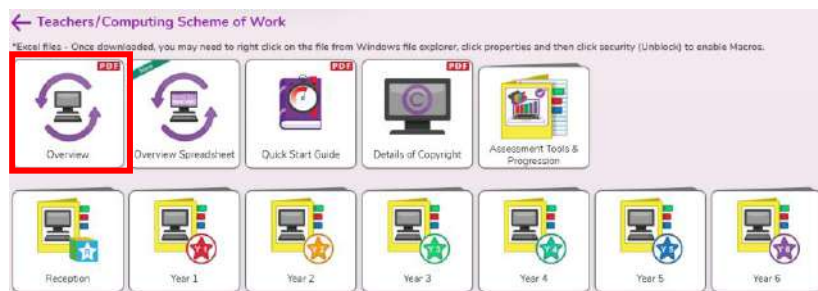 Teachers/Computing Scheme of Work
*Excel files - Once downloaded, you may need to right click on the file from Windows file explorer, click properties and then click security (Unblock) to enable Macros.
PDF PDF PDF
Overview Overview Spreadsheet Quick Start Guide Details of Copyright Assessment Tools & Progression
Reception Year 1 Year 2 Year 3 Year 4 Year 5 Year 6